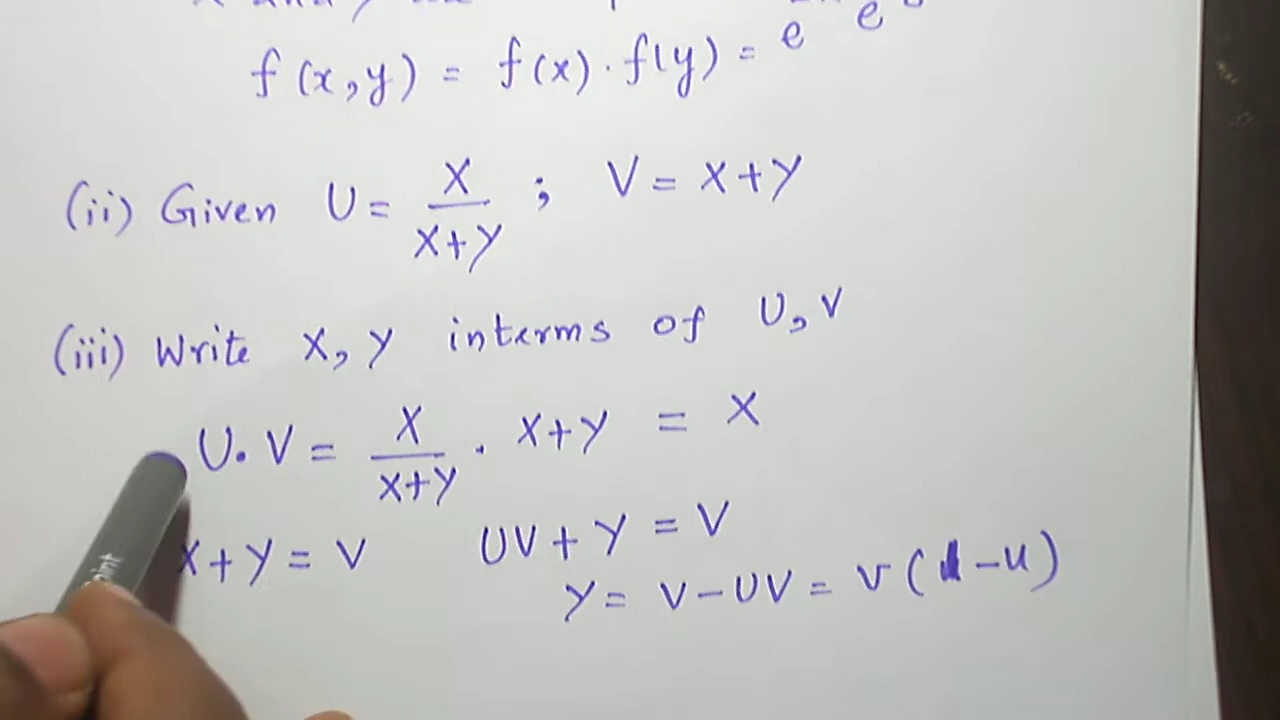 f(x,y) = f(x) · f(y) = e e
(ii) Given U = X/X+Y ; V = X+Y
(iii) Write X, Y interms of U, V
U · V = X/X+Y · X+Y = X
X+Y = V UV + Y = V
Y = V - UV = V(1-U)